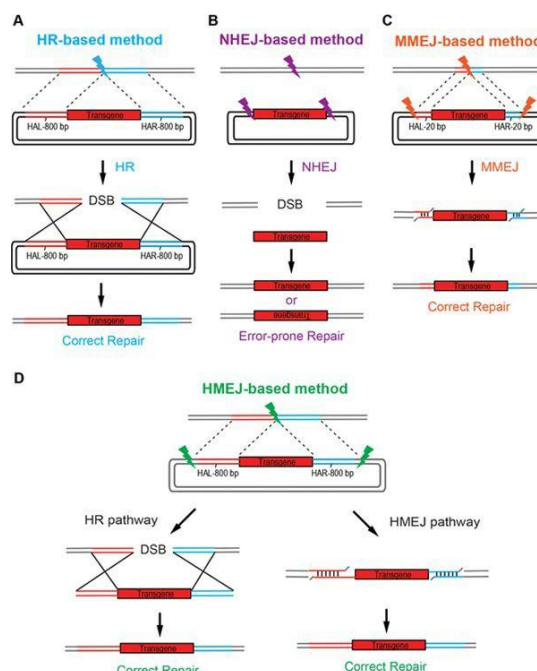 A
HR-based method
Transgene
HAL-800 bp
HAR-800 bp
HR
DSB
Transgene
HAL-800 bp
HAR-800 bp
Transgene
Correct Repair
B
NHEJ-based method
Transgene
NHEJ
DSB
Transgene
Transgene
or
Transgene
Error-prone Repair
C
MMEJ-based method
Transgene
HAL-20 bp
HAR-20 bp
MMEJ
Transgene
Transgene
Correct Repair
D
HMEJ-based method
Transgene
HAL-800 bp
HAR-800 bp
HR pathway
HMEJ pathway
DSB
Transgene
Transgene
Transgene
Transgene
Correct Repair
Correct Repair